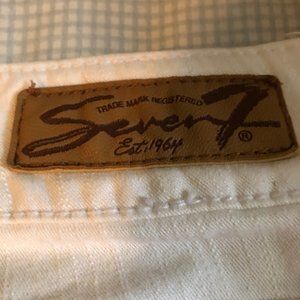 TRADE MARK REGISTERED
Seven7®
Est. 1964